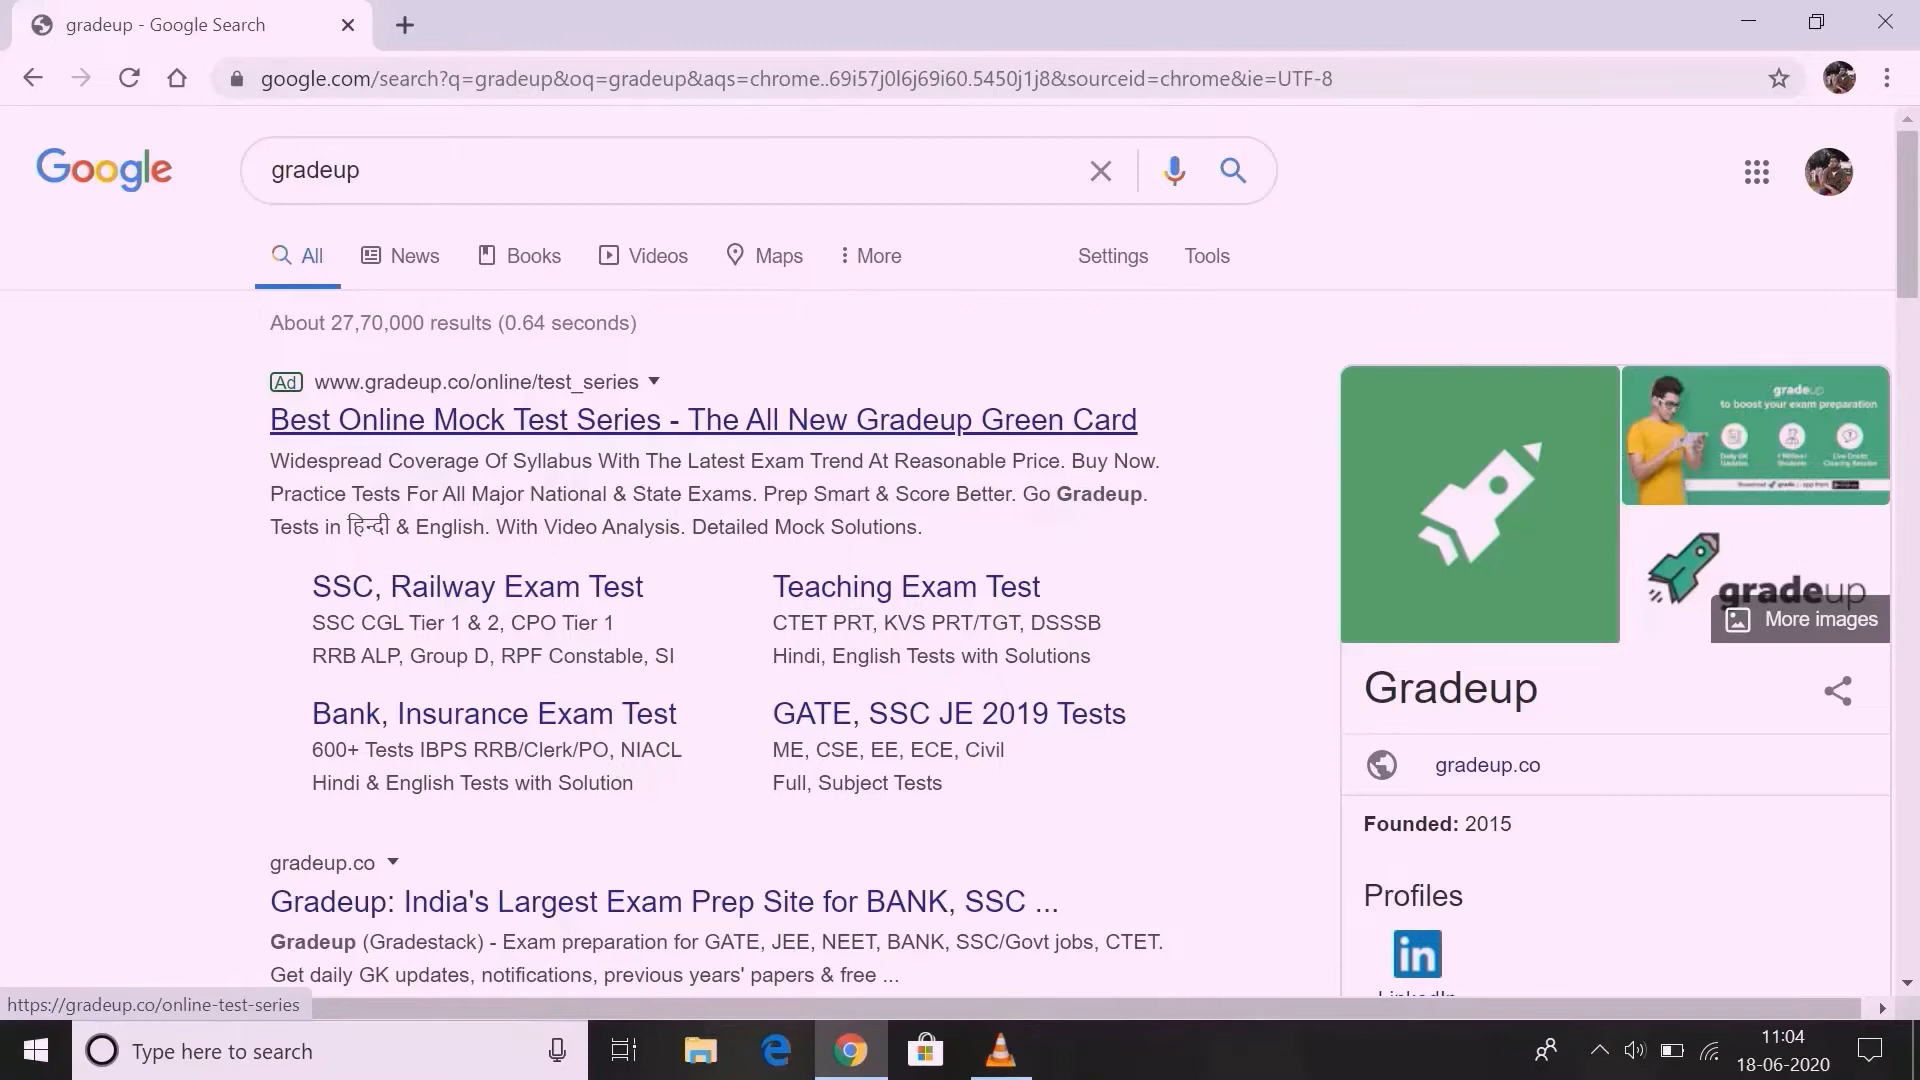 gradeup - Google Search
google.com/search?q=gradeup&oq=gradeup&aqs=chrome..69i57j0l6j69i60.5450j1j8&sourceid=chrome&ie=UTF-8
Google
gradeup
All News Books Videos Maps More Settings Tools
About 27,70,000 results (0.64 seconds)
Ad www.gradeup.co/online/test_series
Best Online Mock Test Series - The All New Gradeup Green Card
Widespread Coverage Of Syllabus With The Latest Exam Trend At Reasonable Price. Buy Now.
Practice Tests For All Major National & State Exams. Prep Smart & Score Better. Go Gradeup.
Tests in हिन्दी & English. With Video Analysis. Detailed Mock Solutions.
SSC, Railway Exam Test
SSC CGL Tier 1 & 2, CPO Tier 1
RRB ALP, Group D, RPF Constable, SI
Teaching Exam Test
CTET PRT, KVS PRT/TGT, DSSSB
Hindi, English Tests with Solutions
Bank, Insurance Exam Test
600+ Tests IBPS RRB/Clerk/PO, NIACL
Hindi & English Tests with Solution
GATE, SSC JE 2019 Tests
ME, CSE, EE, ECE, Civil
Full, Subject Tests
gradeup.co
Gradeup: India's Largest Exam Prep Site for BANK, SSC ...
Gradeup (Gradestack) - Exam preparation for GATE, JEE, NEET, BANK, SSC/Govt jobs, CTET.
Get daily GK updates, notifications, previous years' papers & free ...
gradeup
to boost your exam preparation
gradeup
More images
Gradeup
gradeup.co
Founded: 2015
Profiles
in
LinkedIn
https://gradeup.co/online-test-series
Type here to search
11:04
18-06-2020